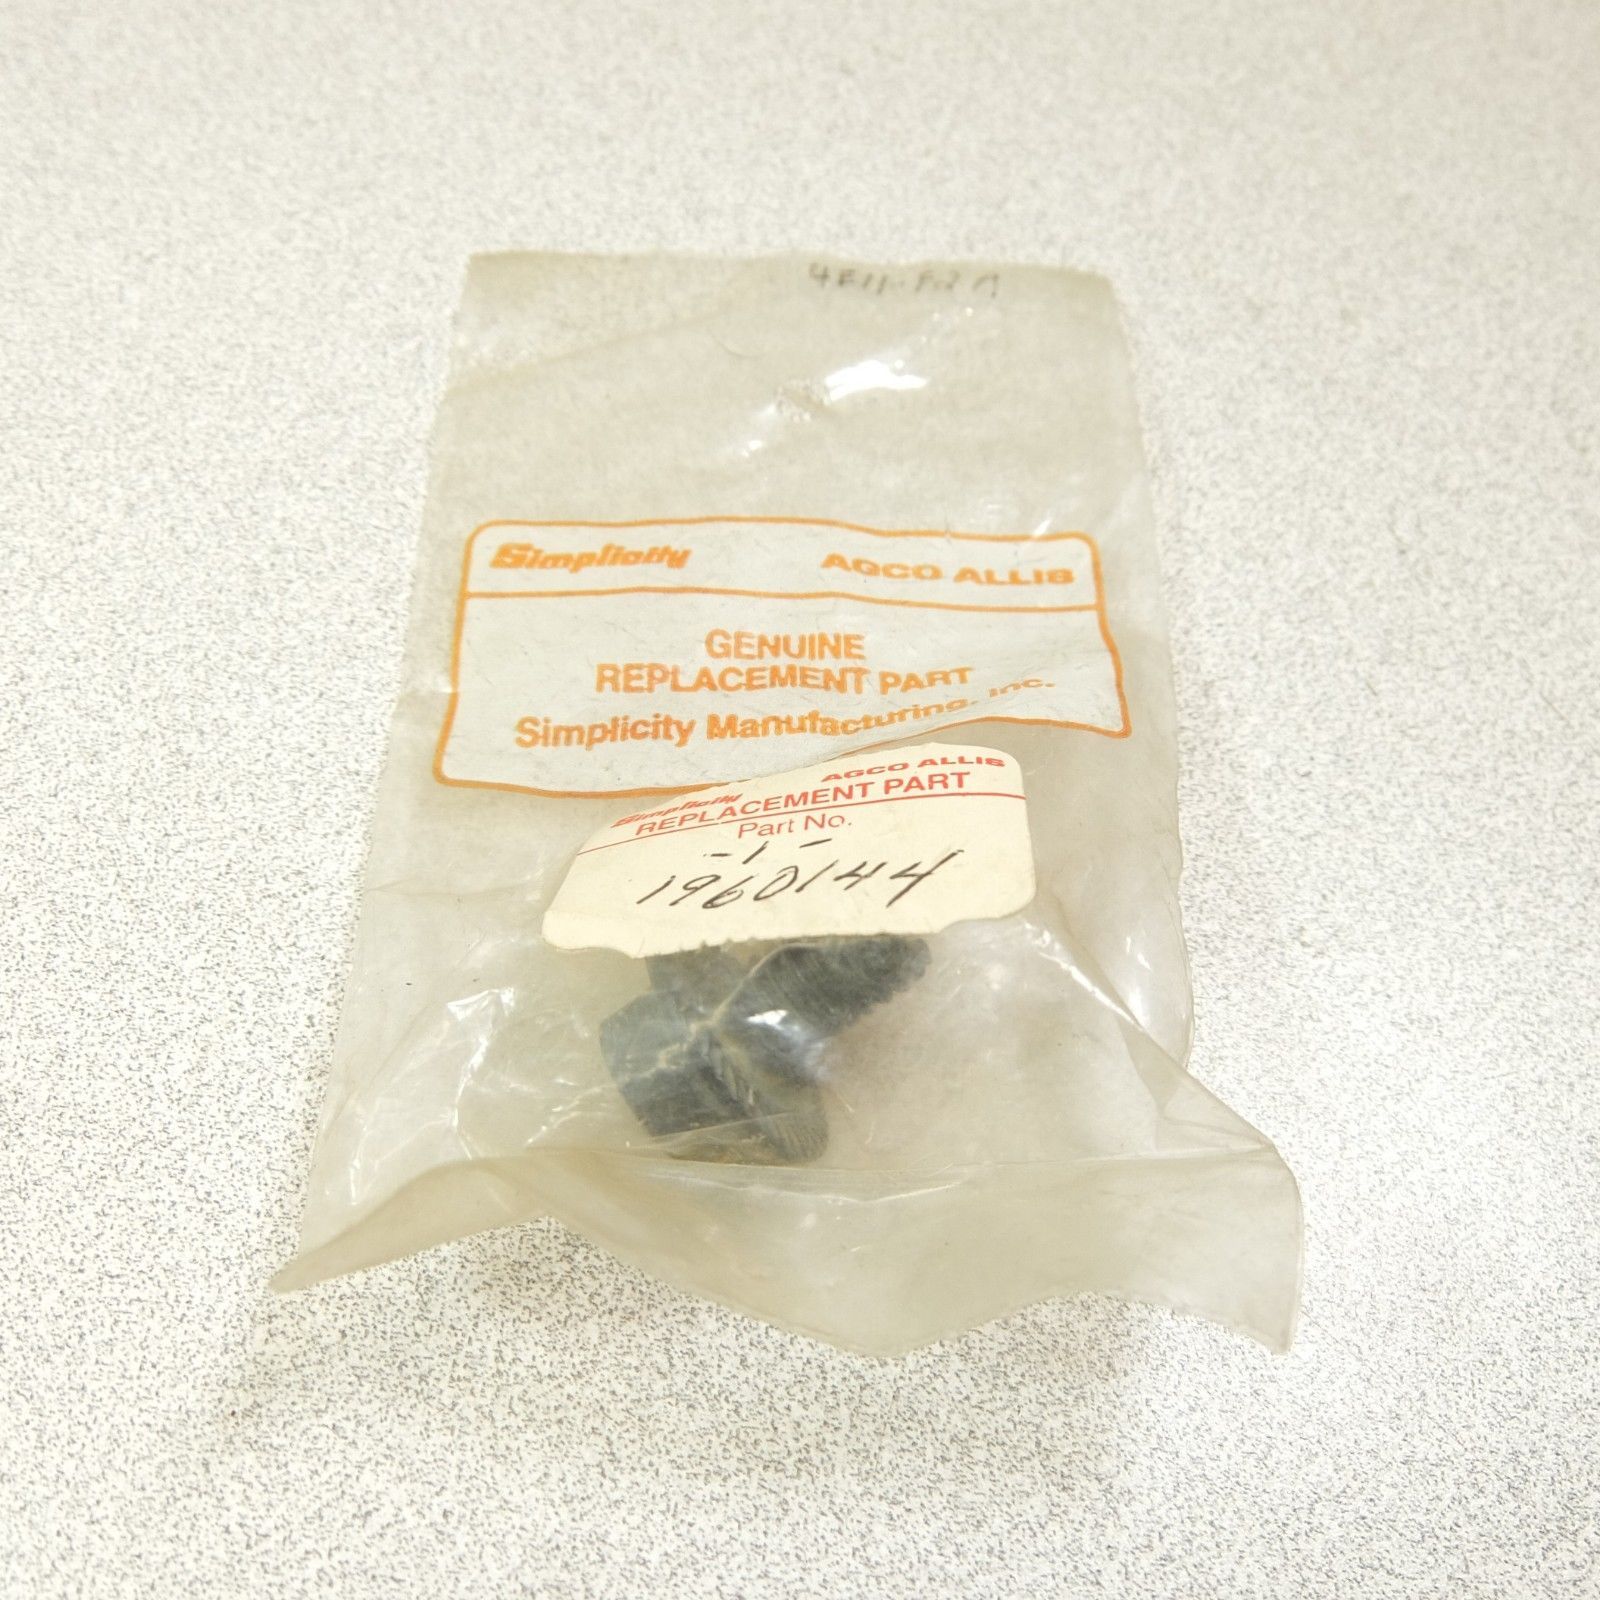 Simplicity AGCO ALLIS
GENUINE
REPLACEMENT PART
Simplicity Manufacturing, Inc.
Simplicity AGCO ALLIS
REPLACEMENT PART
Part No.
-1-
1960144